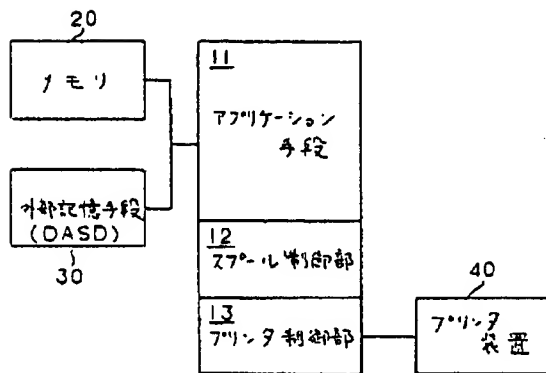 20
メモリ
外部記憶手段
(DASD)
30
11
アプリケーション
手段
12
スプール制御部
13
プリンタ制御部
40
プリンタ
装置